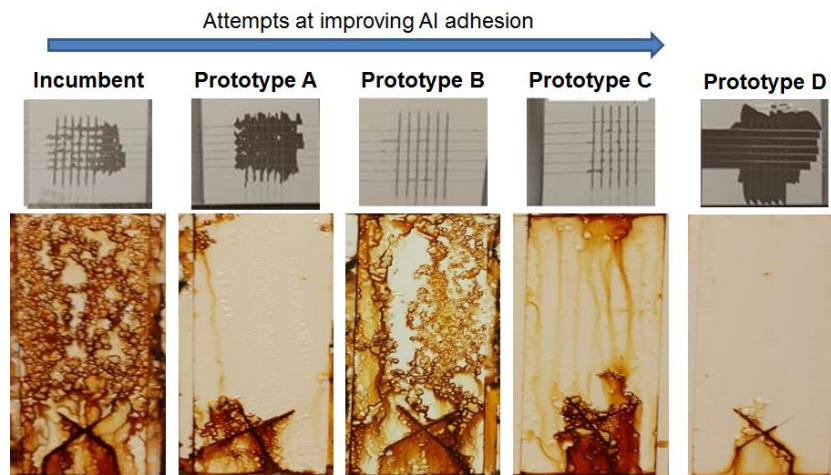 Attempts at improving Al adhesion
Incumbent
Prototype A
Prototype B
Prototype C
Prototype D